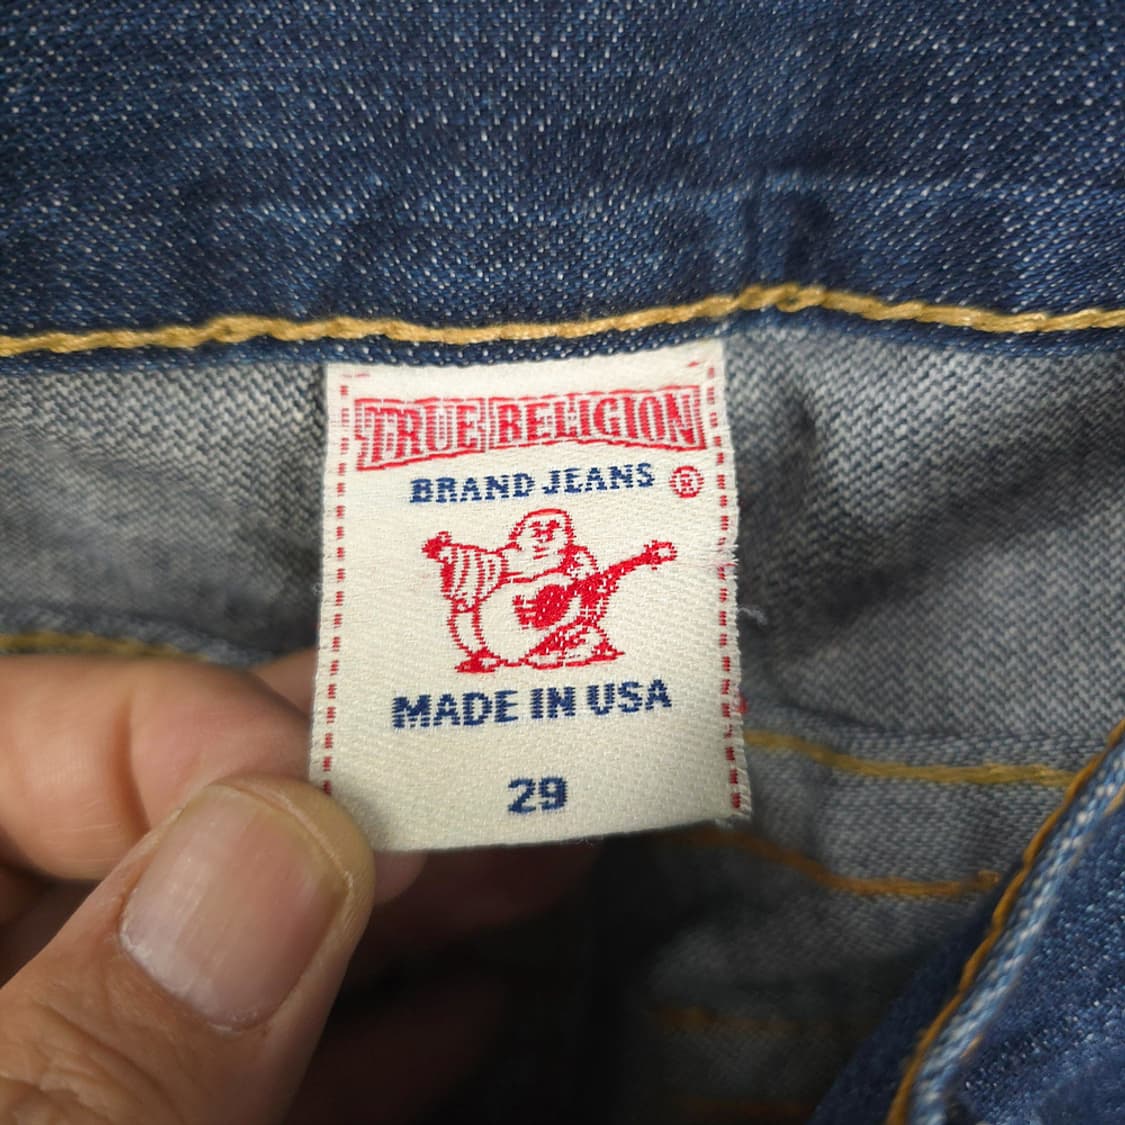 TRUE RELIGION
BRAND JEANS ®
MADE IN USA
29